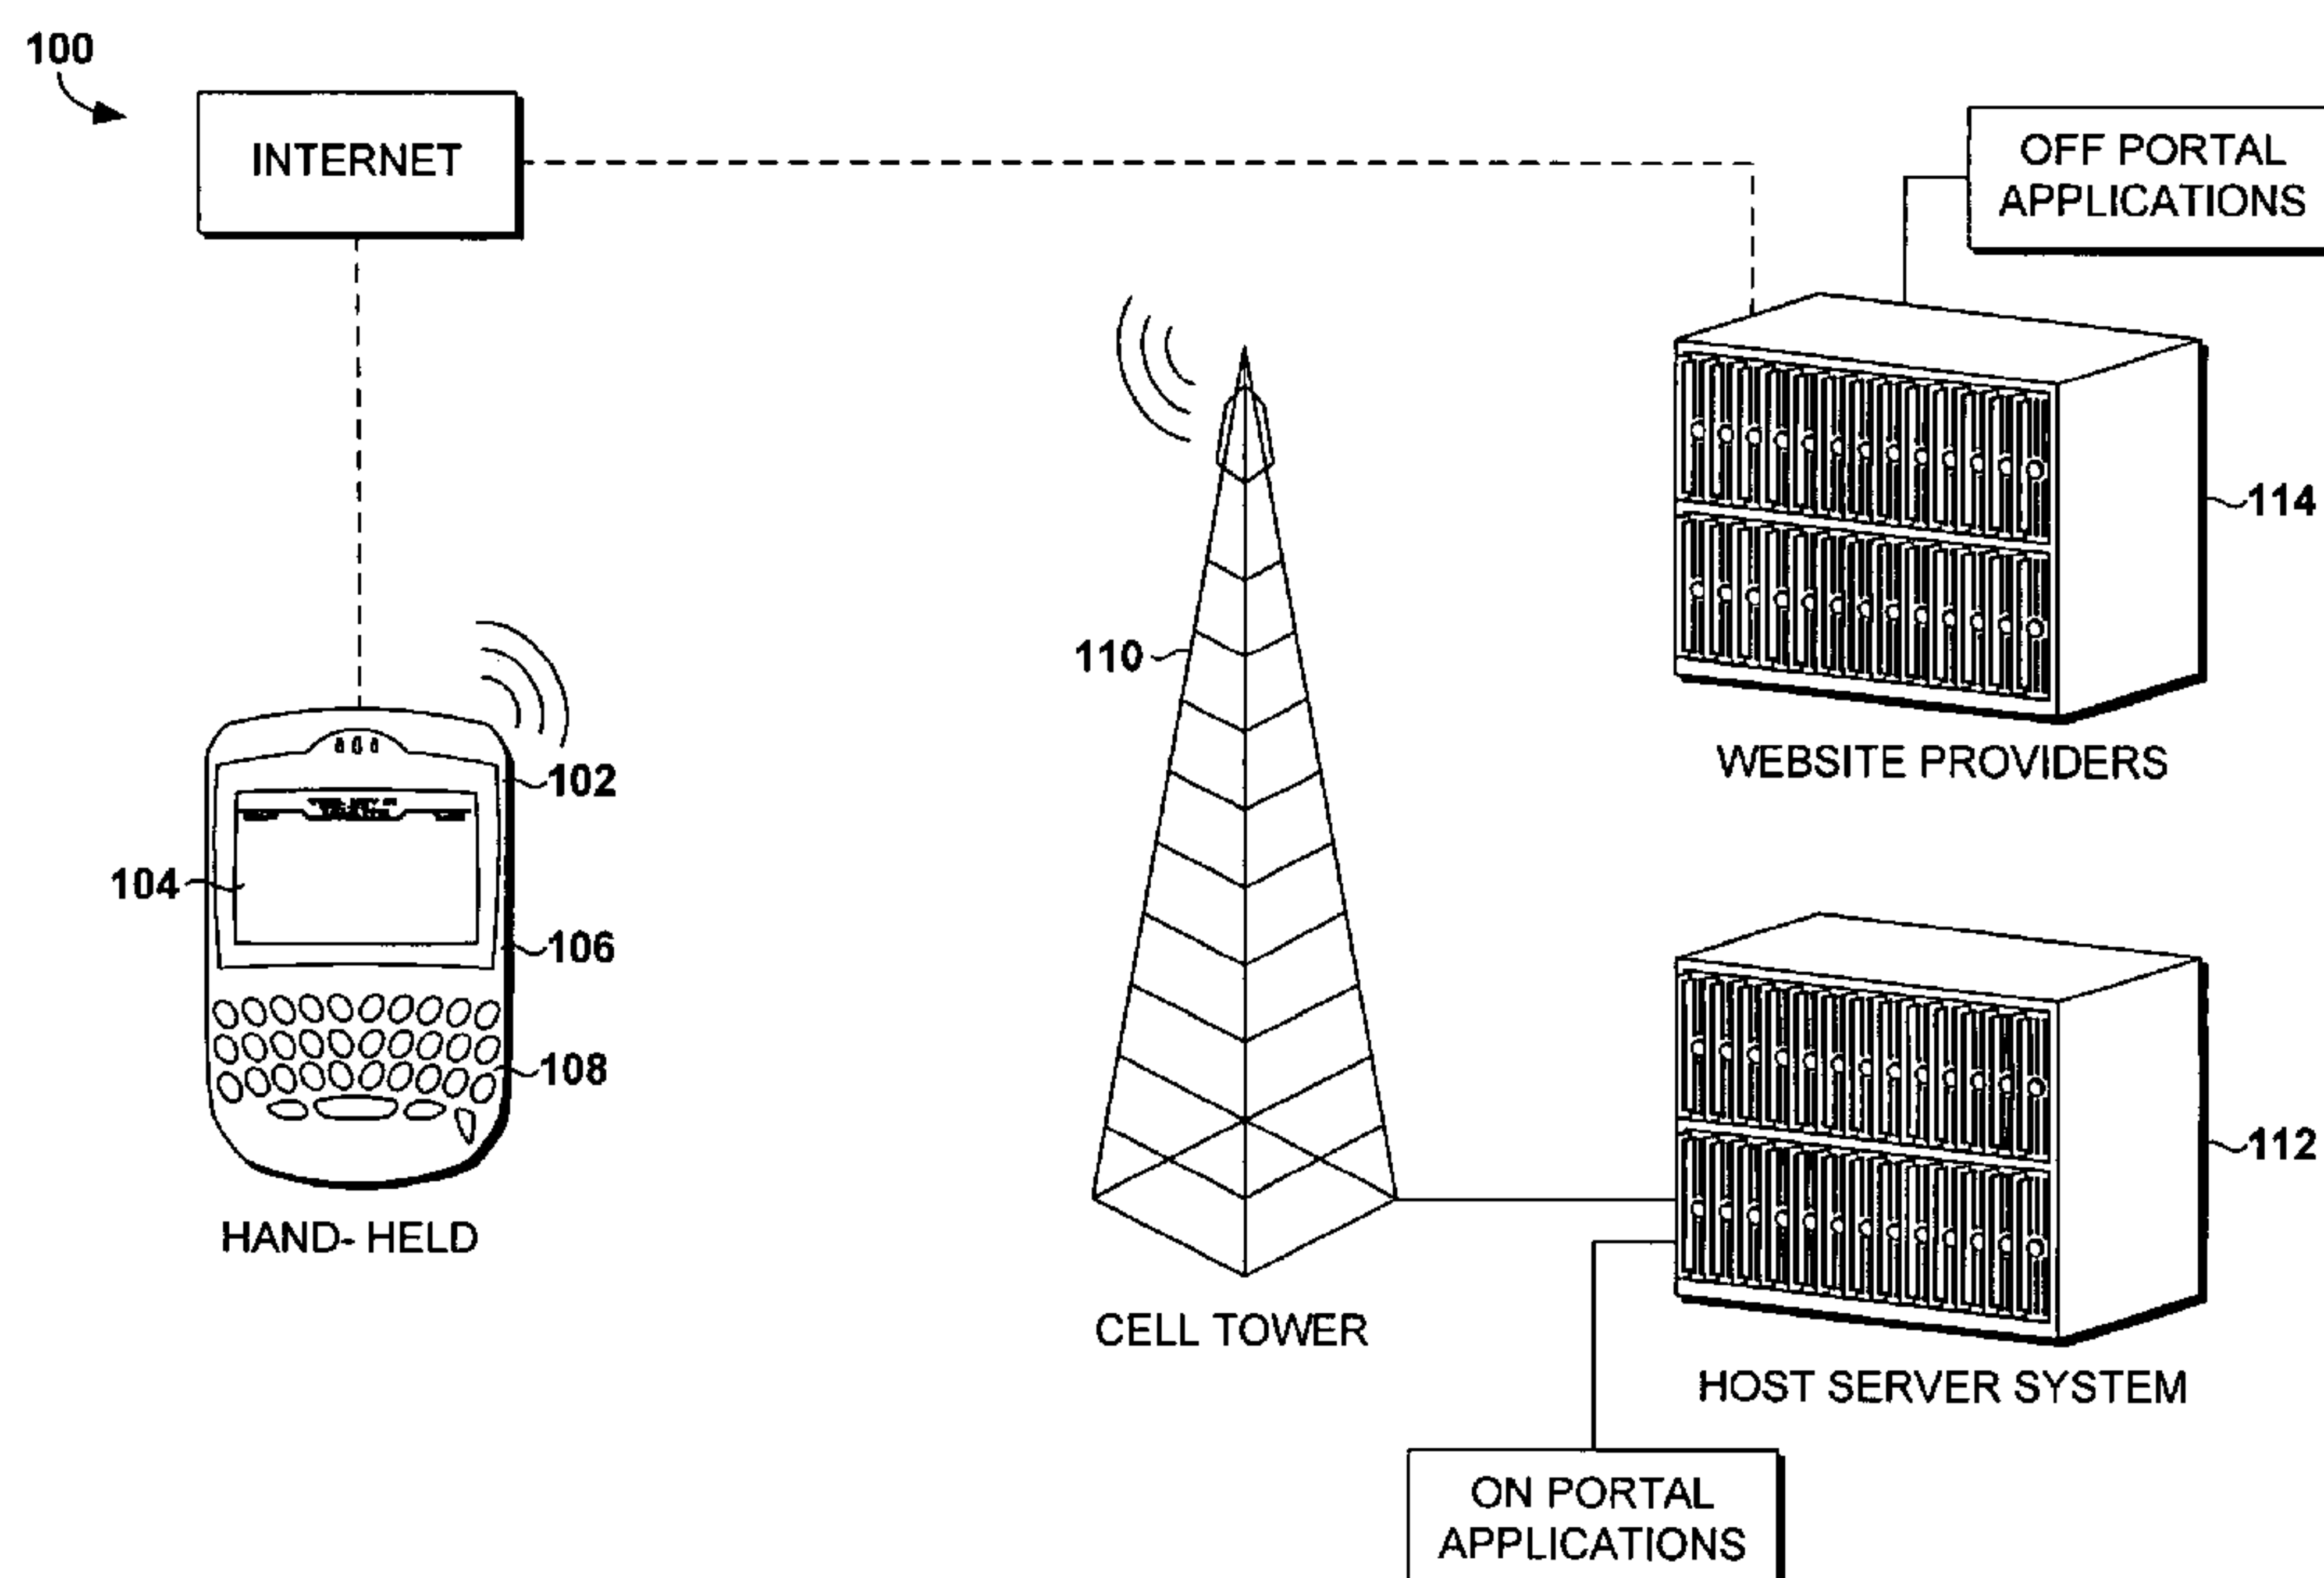 100
INTERNET
OFF PORTAL
APPLICATIONS
114
110
WEBSITE PROVIDERS
102
104
106
108
112
HAND- HELD
CELL TOWER
HOST SERVER SYSTEM
ON PORTAL
APPLICATIONS